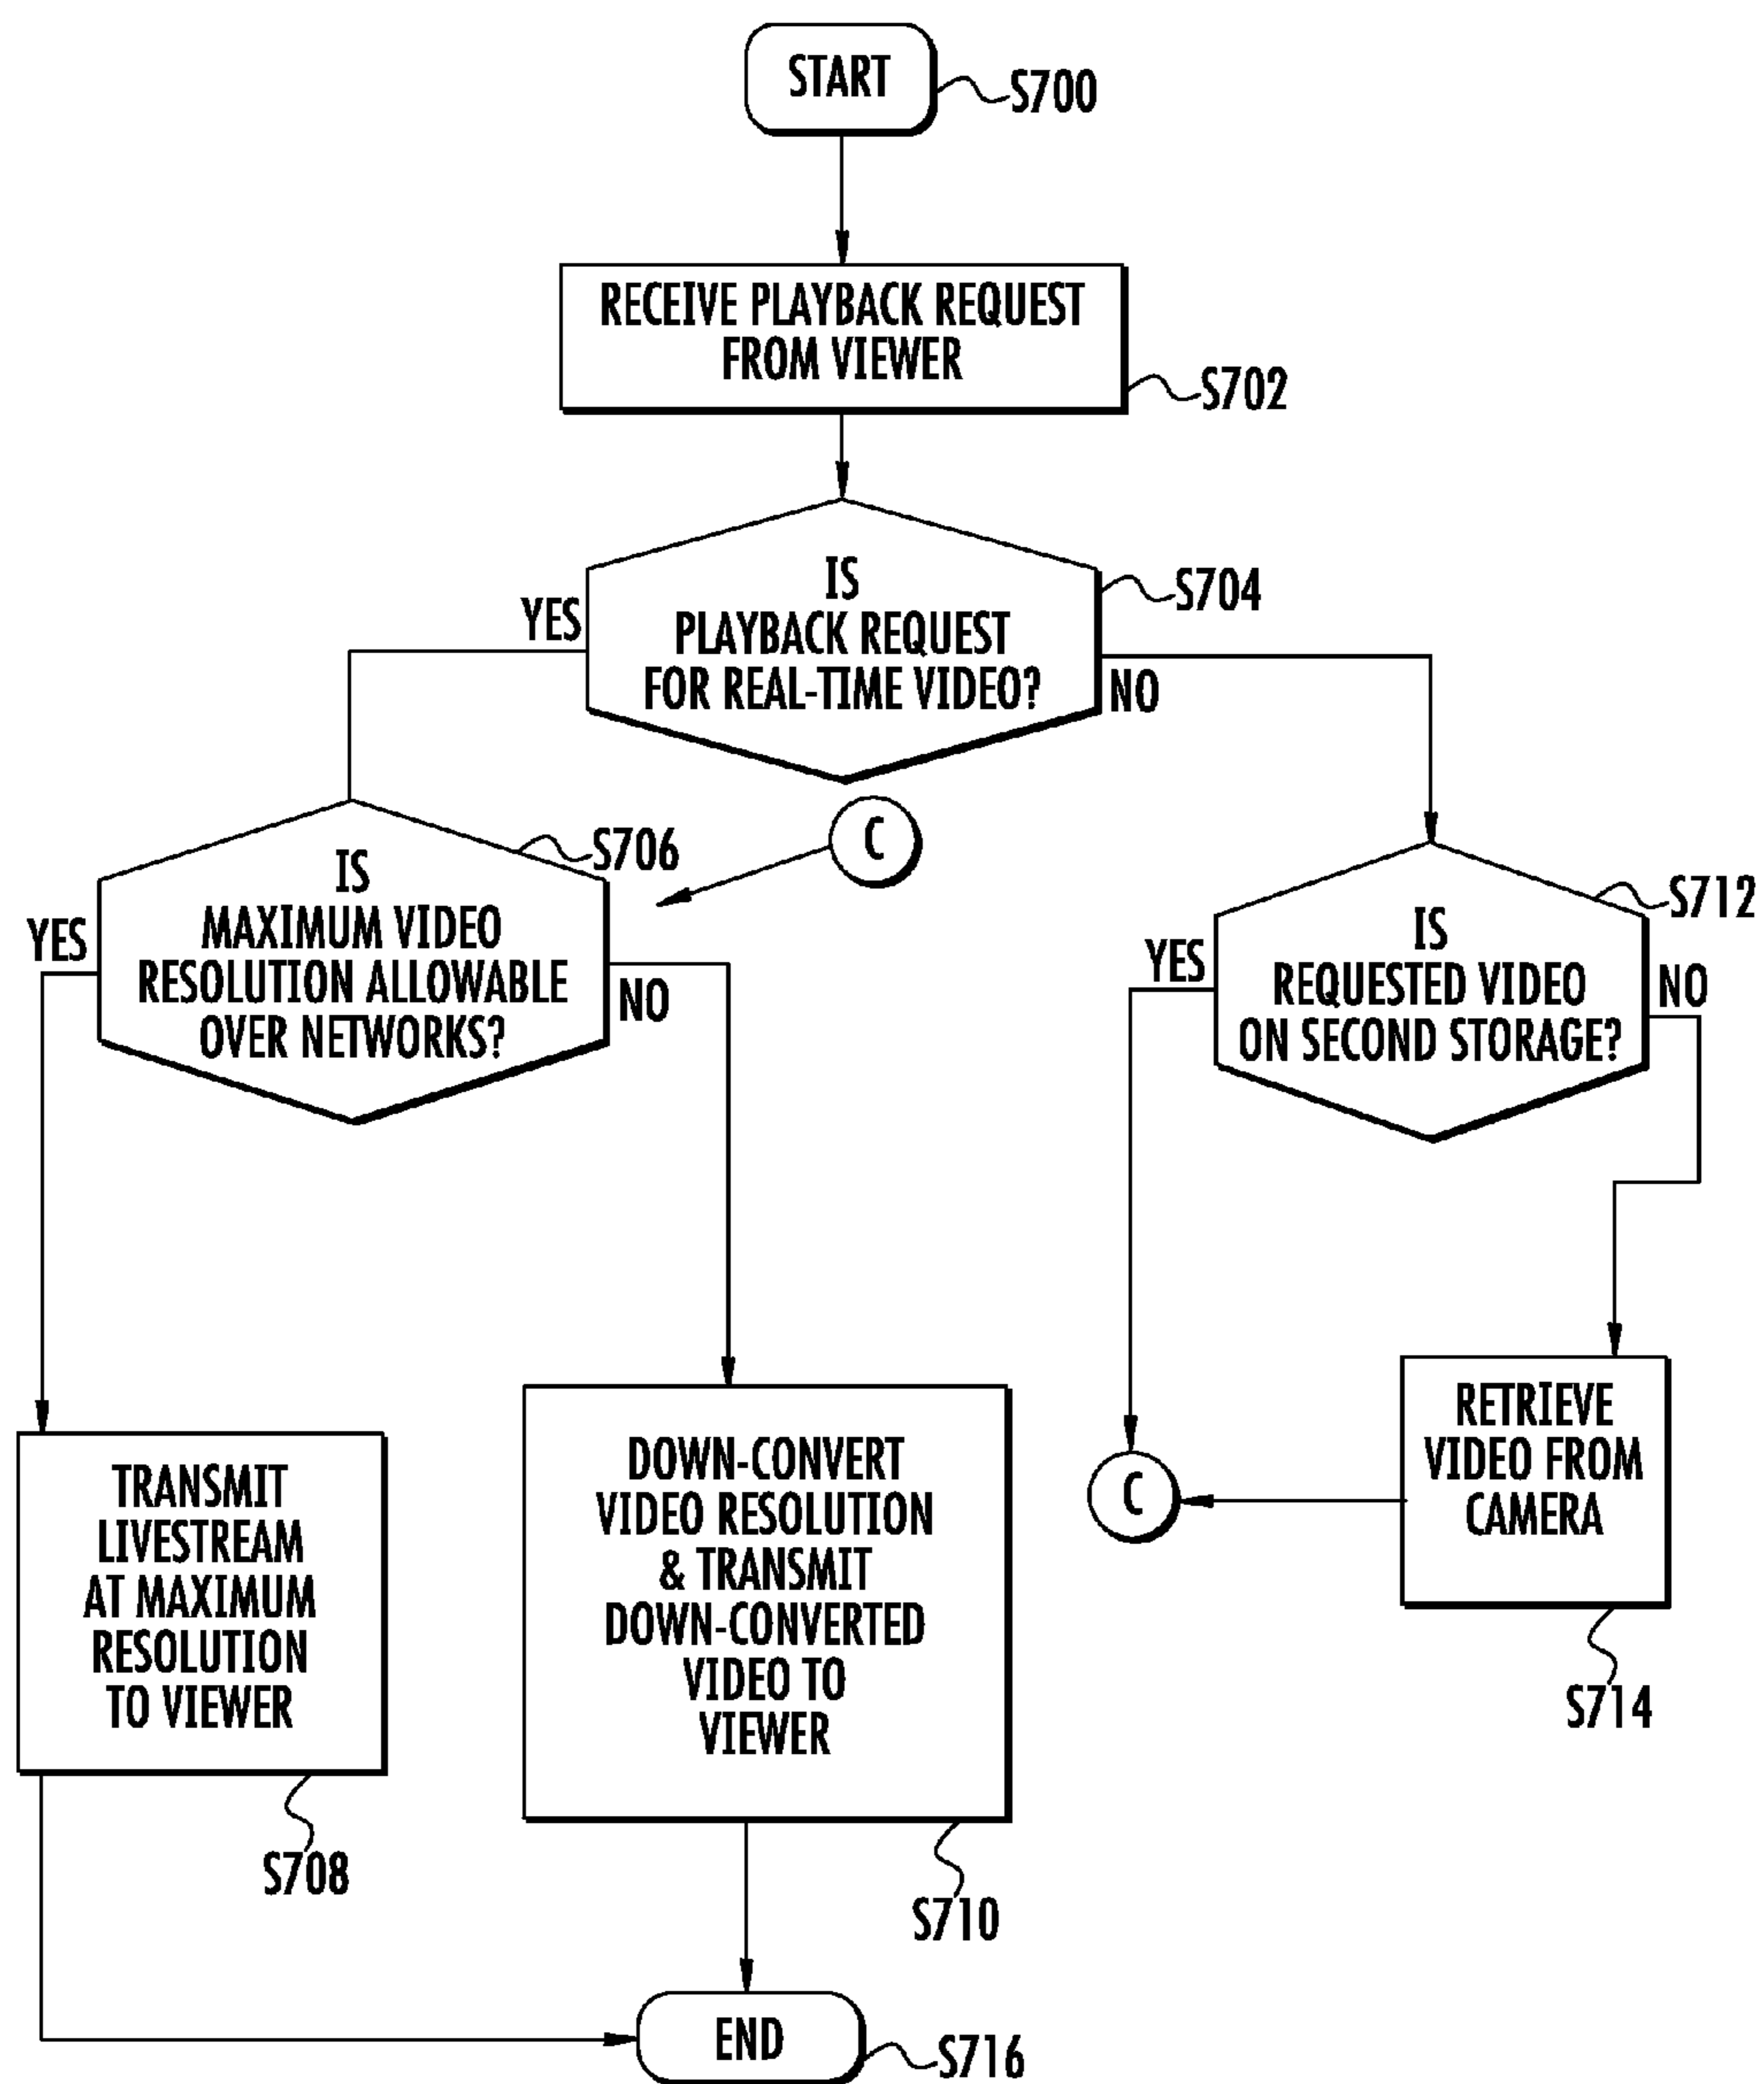 START
S700
RECEIVE PLAYBACK REQUEST
FROM VIEWER
S702
IS
PLAYBACK REQUEST
FOR REAL-TIME VIDEO?
S704
YES
NO
C
IS
MAXIMUM VIDEO
RESOLUTION ALLOWABLE
OVER NETWORKS?
S706
YES
NO
IS
REQUESTED VIDEO
ON SECOND STORAGE?
S712
YES
NO
TRANSMIT
LIVESTREAM
AT MAXIMUM
RESOLUTION
TO VIEWER
S708
DOWN-CONVERT
VIDEO RESOLUTION
& TRANSMIT
DOWN-CONVERTED
VIDEO TO
VIEWER
S710
C
RETRIEVE
VIDEO FROM
CAMERA
S714
END
S716